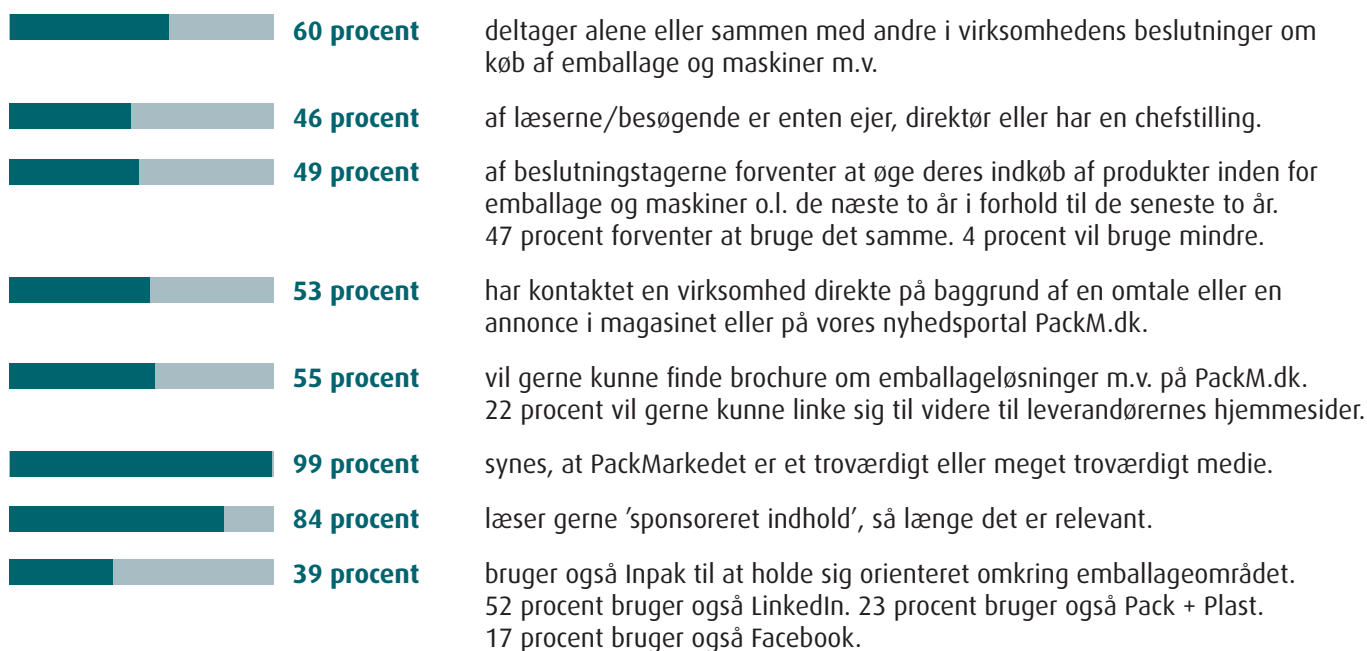 60 procent deltager alene eller sammen med andre i virksomhedens beslutninger om
køb af emballage og maskiner m.v.
46 procent af læserne/besøgende er enten ejer, direktør eller har en chefstilling.
49 procent af beslutningstagerne forventer at øge deres indkøb af produkter inden for
emballage og maskiner o.l. de næste to år i forhold til de seneste to år.
47 procent forventer at bruge det samme. 4 procent vil bruge mindre.
53 procent har kontaktet en virksomhed direkte på baggrund af en omtale eller en
annonce i magasinet eller på vores nyhedsportal PackM.dk.
55 procent vil gerne kunne finde brochure om emballageløsninger m.v. på PackM.dk.
22 procent vil gerne kunne linke sig til videre til leverandørernes hjemmesider.
99 procent synes, at PackMarkedet er et troværdigt eller meget troværdigt medie.
84 procent læser gerne ’sponsoreret indhold’, så længe det er relevant.
39 procent bruger også Inpak til at holde sig orienteret omkring emballageområdet.
52 procent bruger også LinkedIn. 23 procent bruger også Pack + Plast.
17 procent bruger også Facebook.